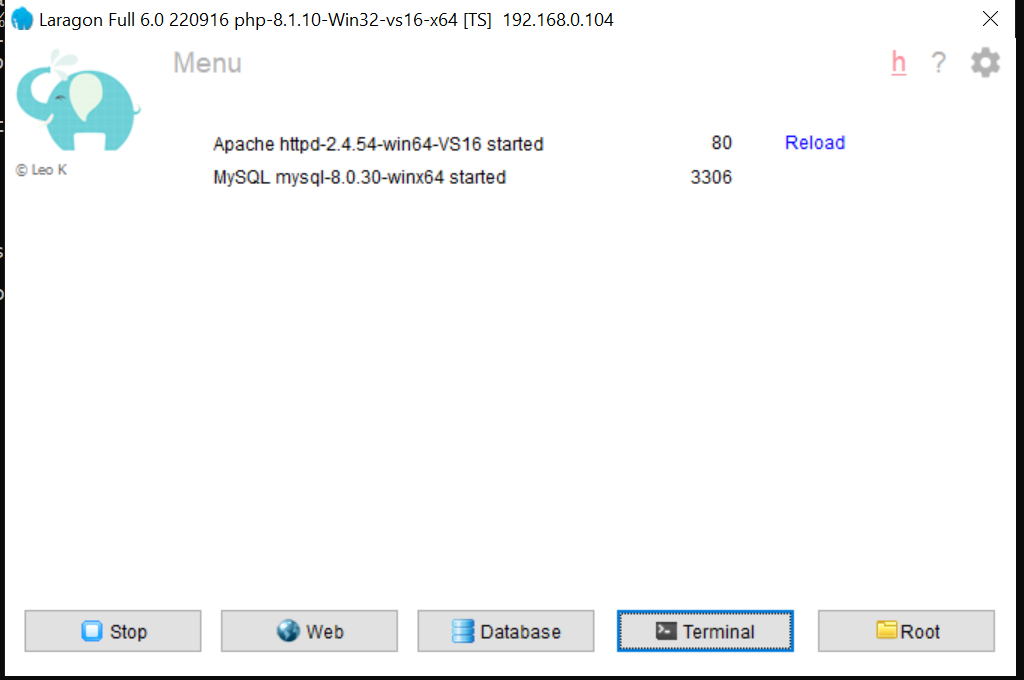 Laragon Full 6.0 220916 php-8.1.10-Win32-vs16-x64 [TS] 192.168.0.104
Menu
h ?
© Leo K
Apache httpd-2.4.54-win64-VS16 started 80 Reload
MySQL mysql-8.0.30-winx64 started 3306
Stop Web Database Terminal Root